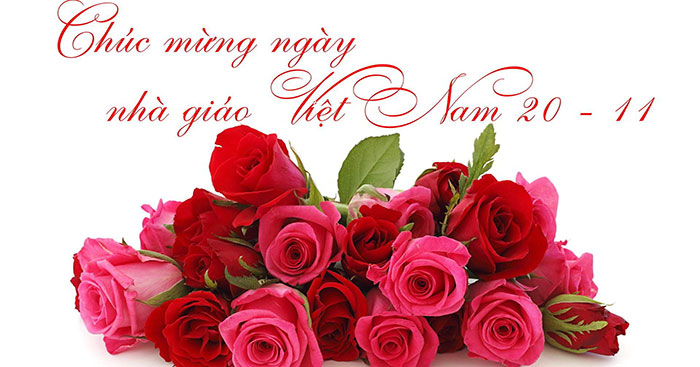 Chúc mừng ngày
nhà giáo Việt Nam 20 - 11